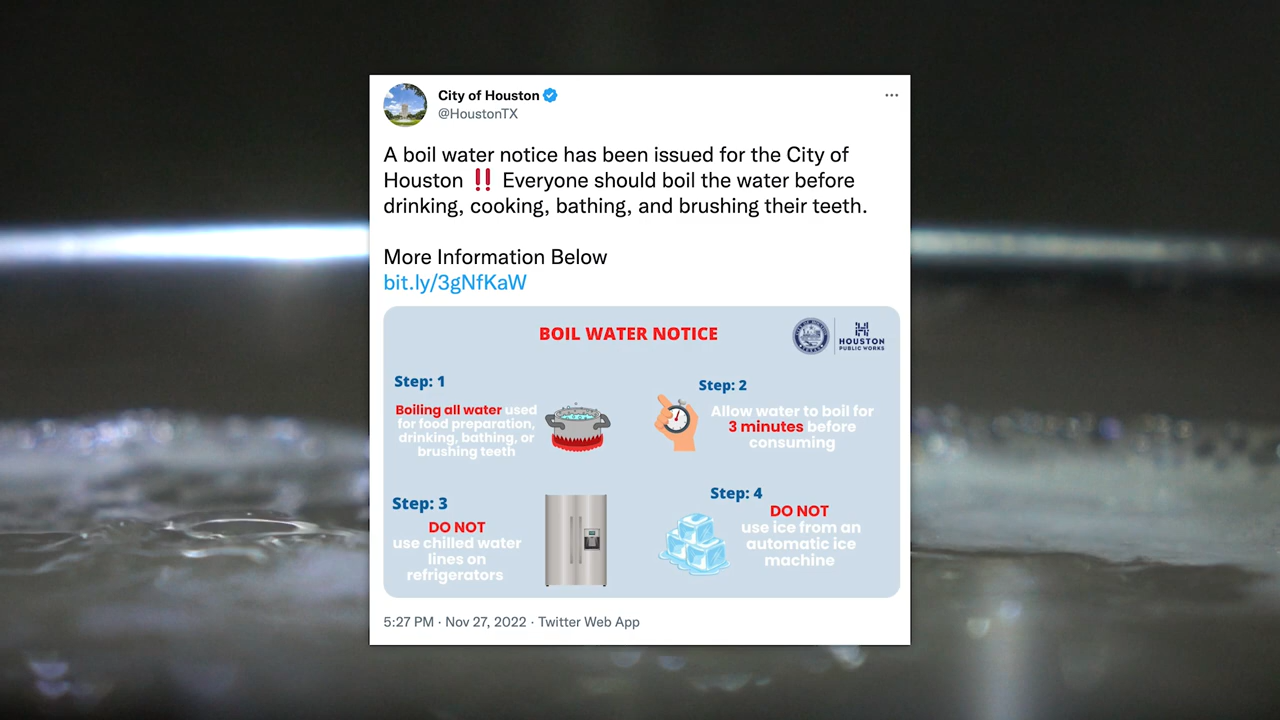 City of Houston
@HoustonTX
A boil water notice has been issued for the City of
Houston ‼️ Everyone should boil the water before
drinking, cooking, bathing, and brushing their teeth.
More Information Below
bit.ly/3gNfKaW
BOIL WATER NOTICE
HOUSTON
PUBLIC WORKS
Step: 1
Boiling all water used
for food preparation,
drinking, bathing, or
brushing teeth
Step: 2
Allow water to boil for
3 minutes before
consuming
Step: 3
DO NOT
use chilled water
lines on
refrigerators
Step: 4
DO NOT
use ice from an
automatic ice
machine
5:27 PM · Nov 27, 2022 · Twitter Web App